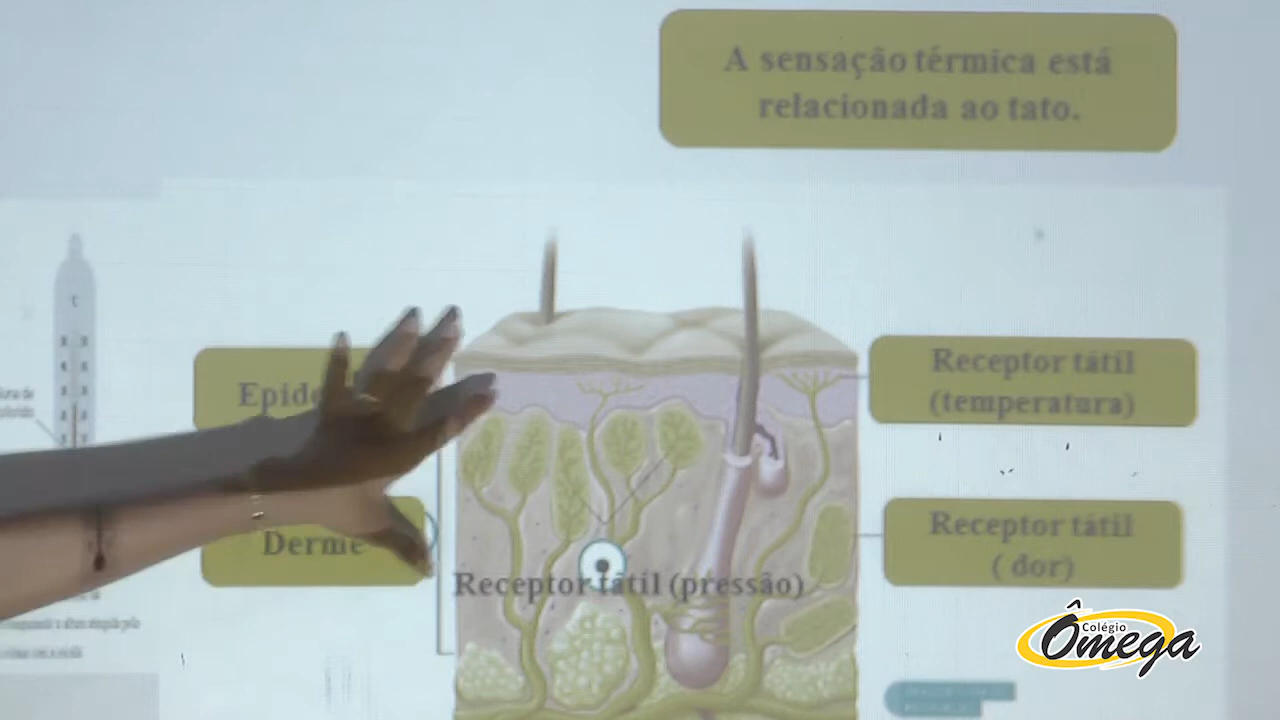 A sensação térmica está
relacionada ao tato.
Receptor tátil
(temperatura)
Derme
Receptor tátil (pressão)
Receptor tátil
( dor)
Colégio
Ômega